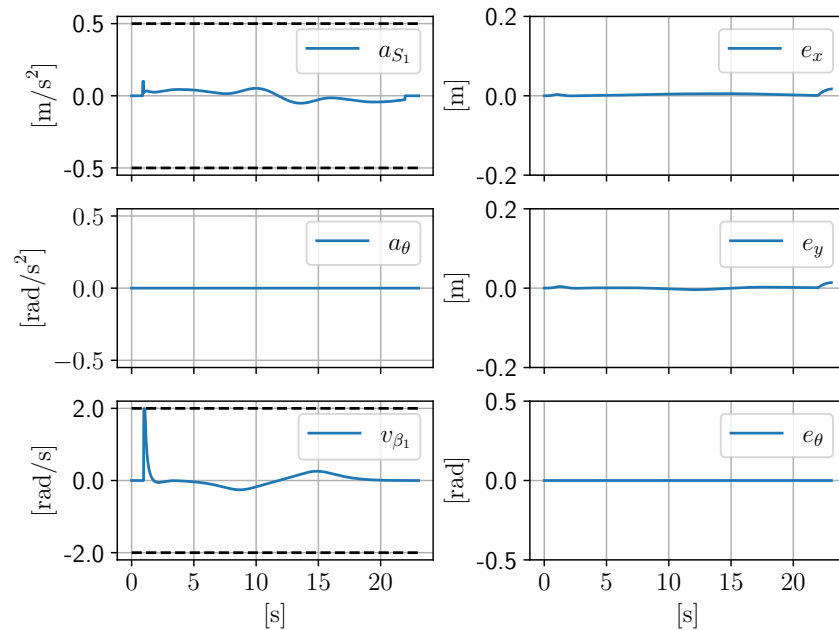 0.5
0.0
-0.5
[m/s²]
a_{S_1}
0.2
0.0
-0.2
[m]
e_x
0.5
0.0
−0.5
[rad/s²]
a_θ
0.2
0.0
-0.2
[m]
e_y
2.0
0.0
-2.0
[rad/s]
v_{β_1}
0 5 10 15 20
[s]
0.5
0.0
-0.5
[rad]
e_θ
0 5 10 15 20
[s]